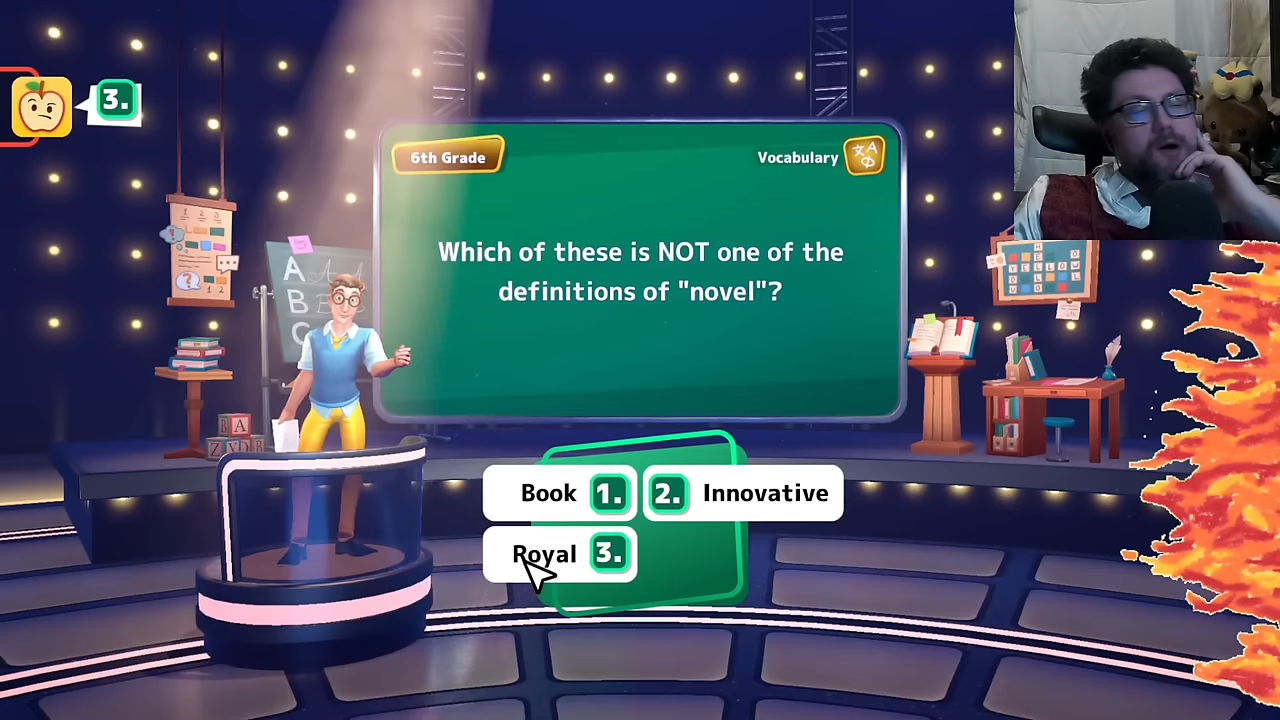 3.
6th Grade
Vocabulary
Which of these is NOT one of the
definitions of "novel"?
A
B
C
Book 1.
2. Innovative
Royal 3.